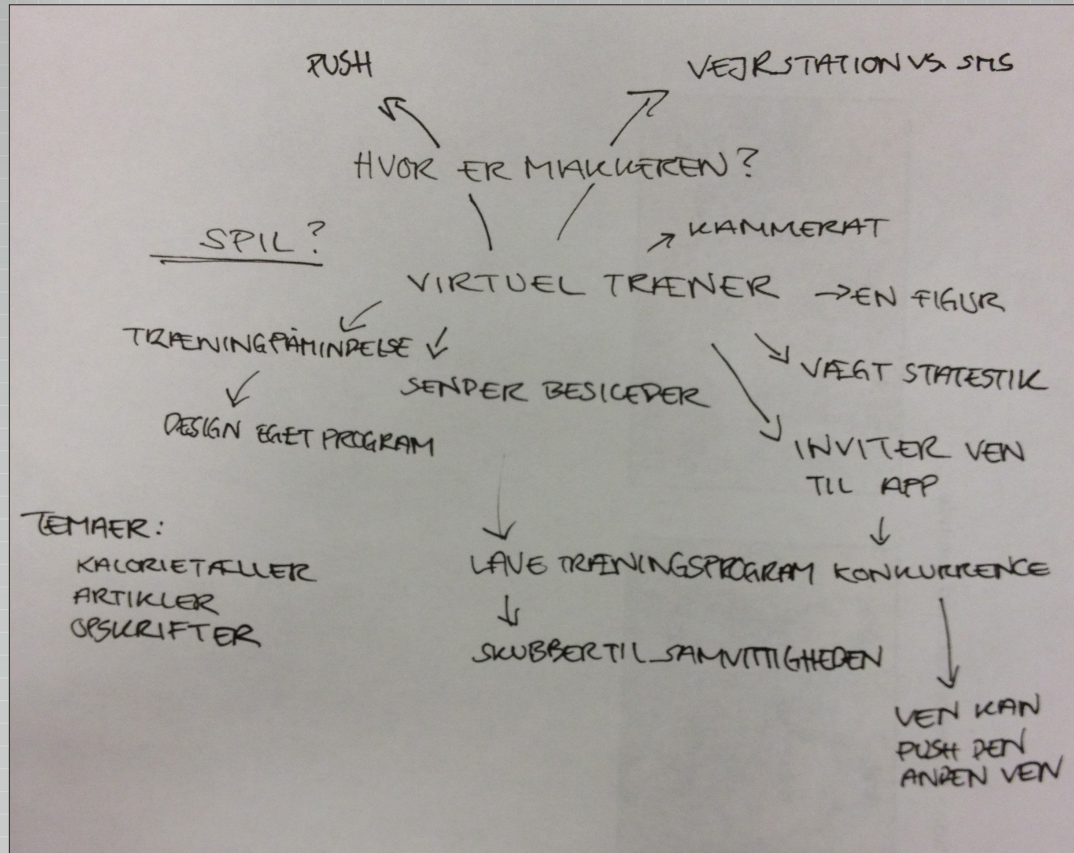 PUSH
VEJRSTATION VS. SMS
HVOR ER MAKKEREN?
SPIL?
KAMMERAT
VIRTUEL TRÆNER
EN FIGUR
TRÆNINGPÅMINDELSE
VÆGT STATESTIK
SENDER BESKEDER
DESIGN EGET PROGRAM
INVITER VEN
TIL APP
TEMAER:
KALORIETÆLLER
ARTIKLER
OPSKRIFTER
LAVE TRÆNINGSPROGRAM
KONKURRENCE
SKUBBER TIL SAMVITTIGHEDEN
VEN KAN
PUSH DEN
ANDEN VEN